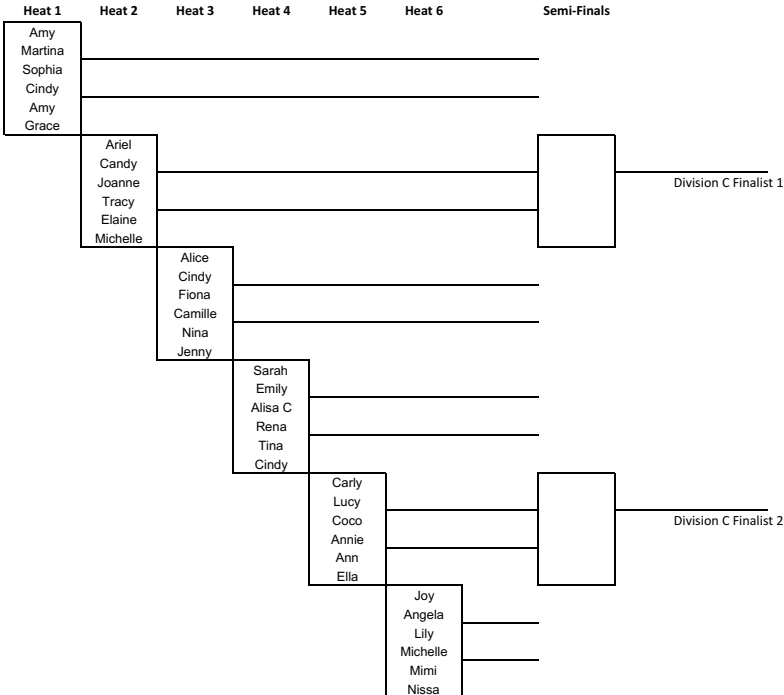 Heat 1 Heat 2 Heat 3 Heat 4 Heat 5 Heat 6 Semi-Finals
Amy
Martina
Sophia
Cindy
Amy
Grace
Ariel
Candy
Joanne
Tracy
Elaine
Michelle
Division C Finalist 1
Alice
Cindy
Fiona
Camille
Nina
Jenny
Sarah
Emily
Alisa C
Rena
Tina
Cindy
Carly
Lucy
Coco
Annie
Ann
Ella
Division C Finalist 2
Joy
Angela
Lily
Michelle
Mimi
Nissa